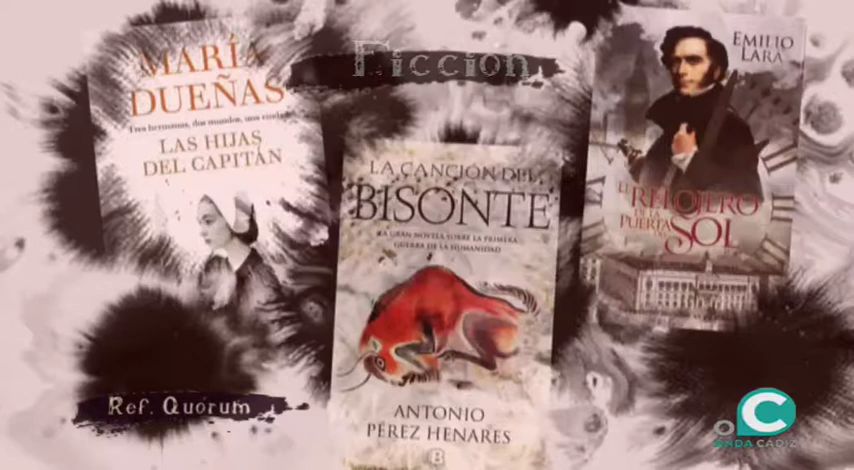 Ficcion
MARÍA
DUEÑAS
Tres hermanas, dos mundos, una ciudad
LAS HIJAS
DEL CAPITÁN
LA CANCIÓN DEL
BISONTE
LA GRAN NOVELA SOBRE LA PRIMERA
GUERRA DE LA HUMANIDAD
ANTONIO
PÉREZ HENARES
B
EMILIO
LARA
EL RELOJERO
DE LA
PUERTA
DEL
SOL
Ref. Quorum
ONDA CÁDIZ